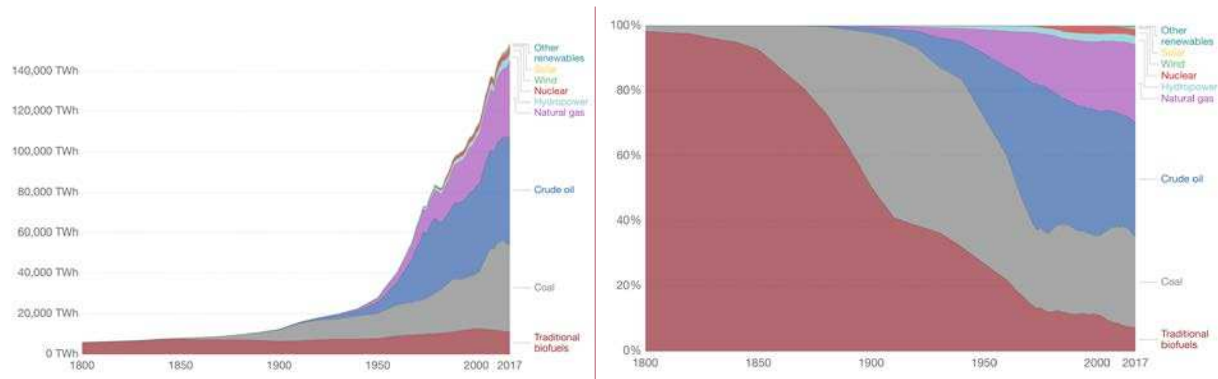 140,000 TWh
120,000 TWh
100,000 TWh
80,000 TWh
60,000 TWh
40,000 TWh
20,000 TWh
0 TWh
1800
1850
1900
1950
2000
2017
Other
renewables
Solar
Wind
Nuclear
Hydropower
Natural gas
Crude oil
Coal
Traditional
biofuels
100%
80%
60%
40%
20%
0%
1800
1850
1900
1950
2000
2017
Other
renewables
Solar
Wind
Nuclear
Hydropower
Natural gas
Crude oil
Coal
Traditional
biofuels